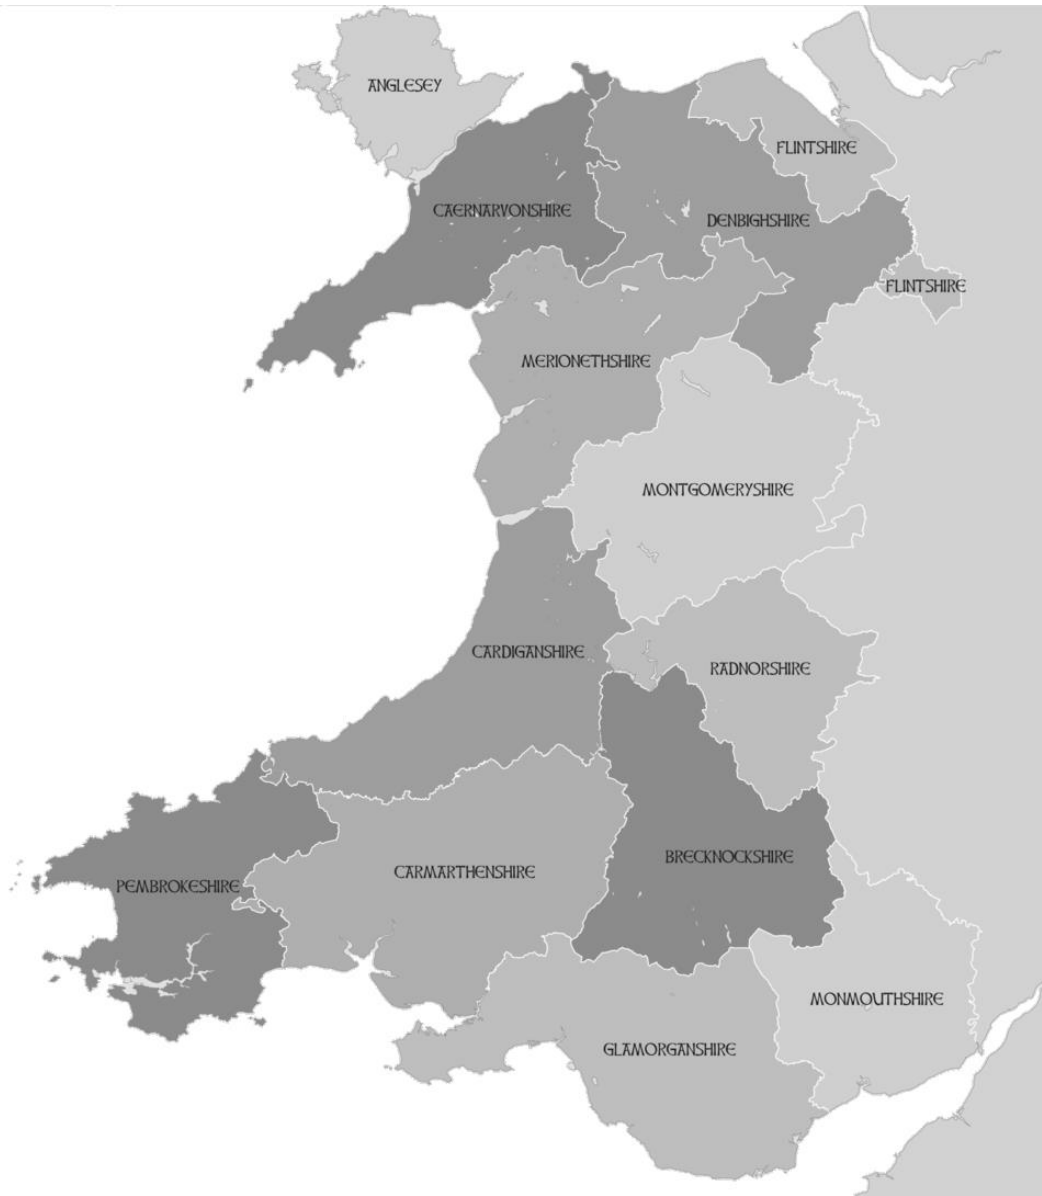 ANGLESEY
FLINTSHIRE
CAERNARVONSHIRE
DENBIGHSHIRE
FLINTSHIRE
MERIONETHSHIRE
MONTGOMERYSHIRE
CARDIGANSHIRE
RADNORSHIRE
BRECKNOCKSHIRE
CARMARTHENSHIRE
PEMBROKESHIRE
MONMOUTHSHIRE
GLAMORGANSHIRE